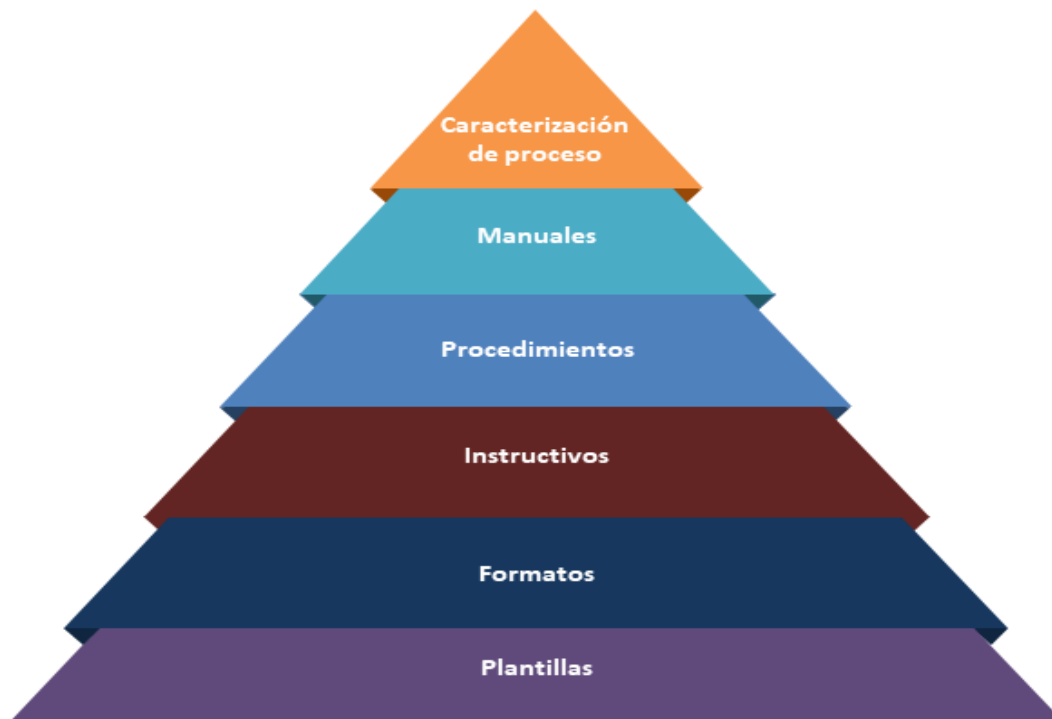 Caracterización
de proceso
Manuales
Procedimientos
Instructivos
Formatos
Plantillas